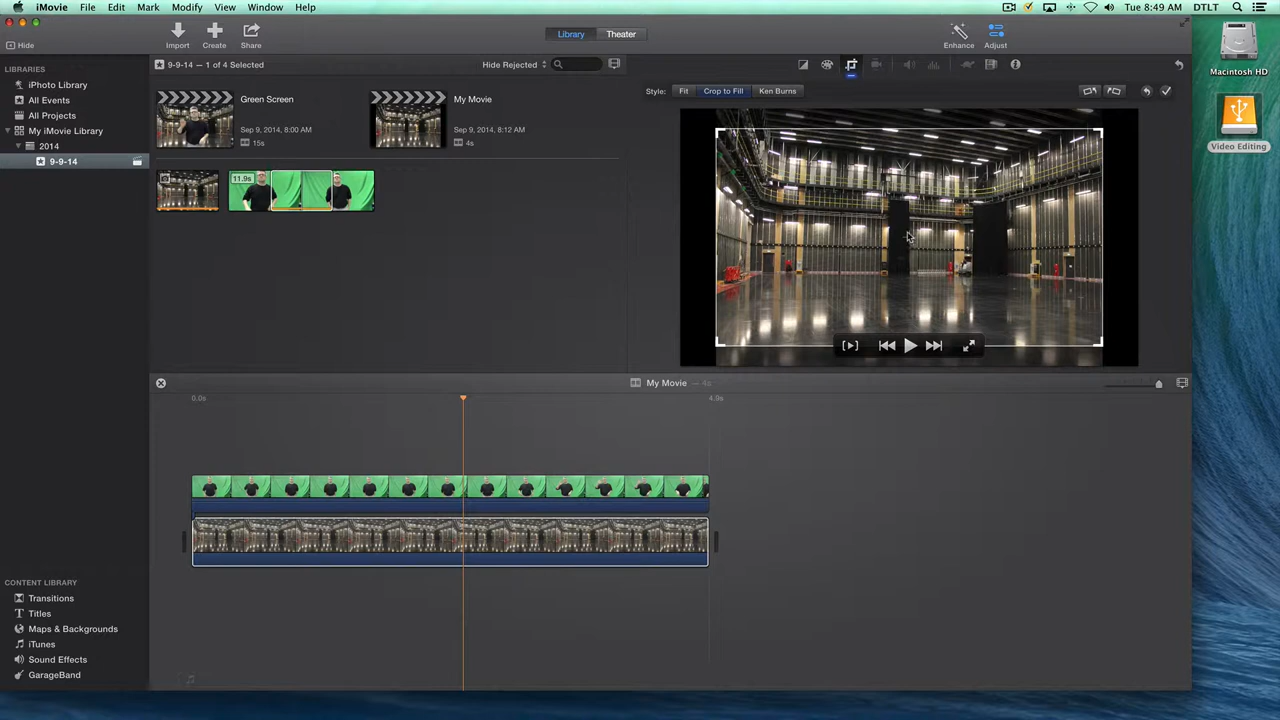 iMovie File Edit Mark Modify View Window Help Tue 8:49 AM DTLT
Hide Import Create Share Library Theater Enhance Adjust
LIBRARIES
iPhoto Library
All Events
All Projects
My iMovie Library
2014
9-9-14
9-9-14 — 1 of 4 Selected Hide Rejected
Green Screen
Sep 9, 2014, 8:00 AM
15s
My Movie
Sep 9, 2014, 8:12 AM
4s
11.9s
Style: Fit Crop to Fill Ken Burns
Macintosh HD
Video Editing
My Movie — 4s
0.0s 4.9s
CONTENT LIBRARY
Transitions
Titles
Maps & Backgrounds
iTunes
Sound Effects
GarageBand